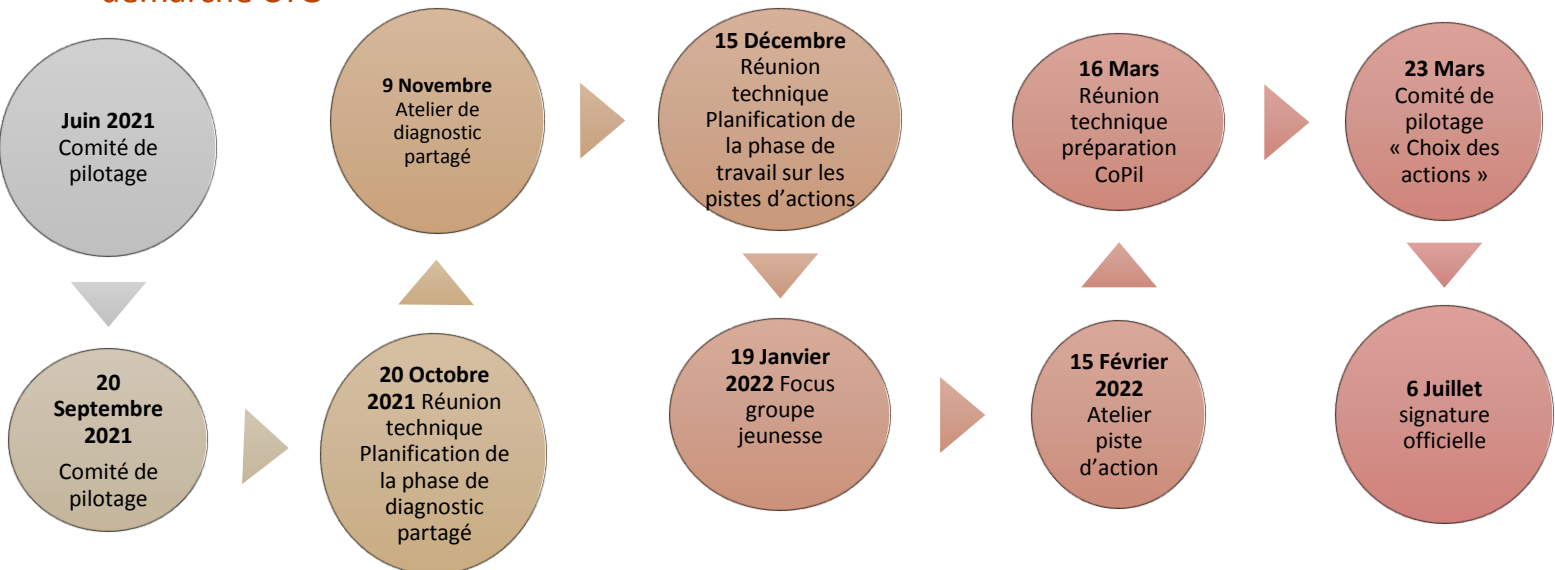 démarche CTG
Juin 2021
Comité de
pilotage
20
Septembre
2021
Comité de
pilotage
20 Octobre
2021 Réunion
technique
Planification de
la phase de
diagnostic
partagé
9 Novembre
Atelier de
diagnostic
partagé
15 Décembre
Réunion
technique
Planification de
la phase de
travail sur les
pistes d’actions
19 Janvier
2022 Focus
groupe
jeunesse
15 Février
2022
Atelier
piste
d’action
16 Mars
Réunion
technique
préparation
CoPil
23 Mars
Comité de
pilotage
« Choix des
actions »
6 Juillet
signature
officielle